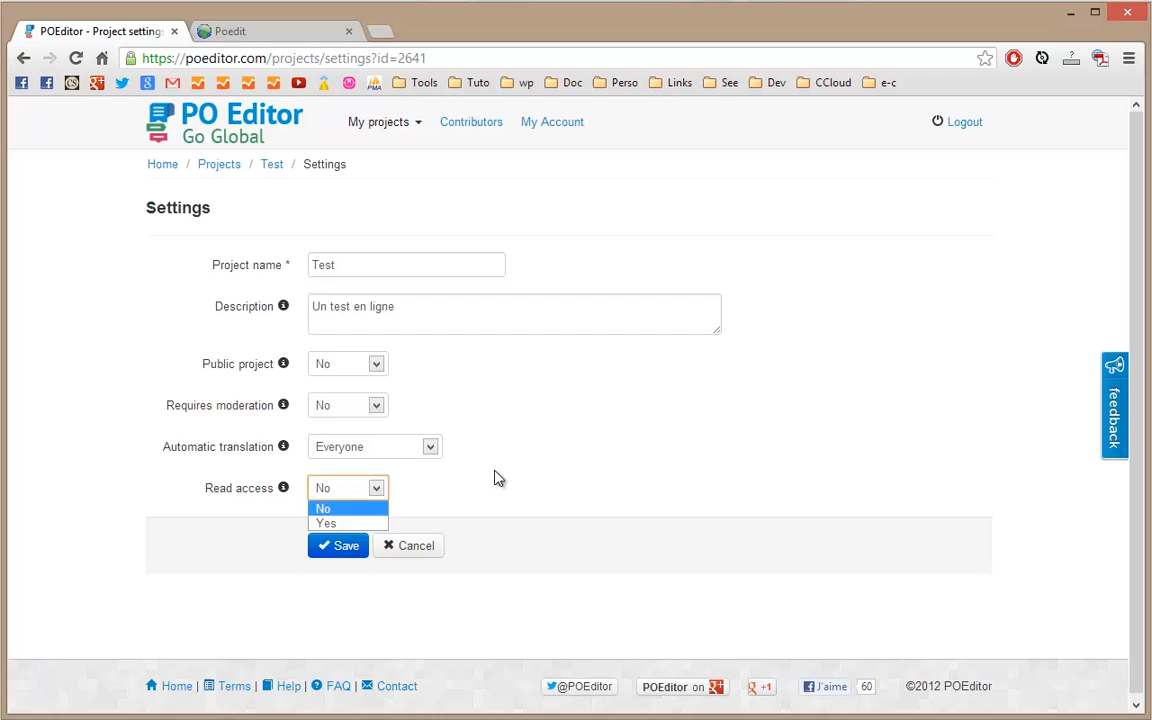 POEditor - Project setting
Poedit
https://poeditor.com/projects/settings?id=2641
Tools
Tuto
wp
Doc
Perso
Links
See
Dev
CCloud
e-c
PO Editor
Go Global
My projects
Contributors
My Account
Logout
Home / Projects / Test / Settings
Settings
Project name * Test
Description Un test en ligne
Public project No
Requires moderation No
Automatic translation Everyone
Read access No
No
Yes
Save
Cancel
feedback
Home | Terms | Help | FAQ | Contact
@POEditor
POEditor on
+1
J'aime 60
©2012 POEditor